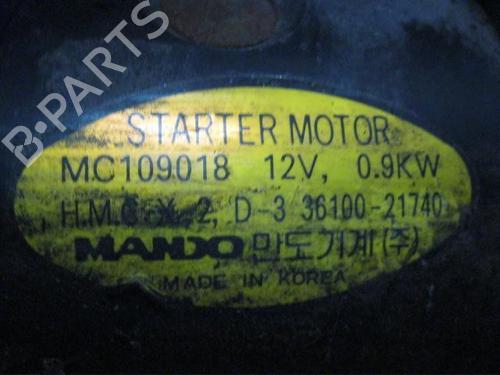 B-PARTS
STARTER MOTOR
MC109018 12V, 0.9KW
H.M.C X 2, D-3 36100-21740
MANDO 만도기계(주)
MADE IN KOREA